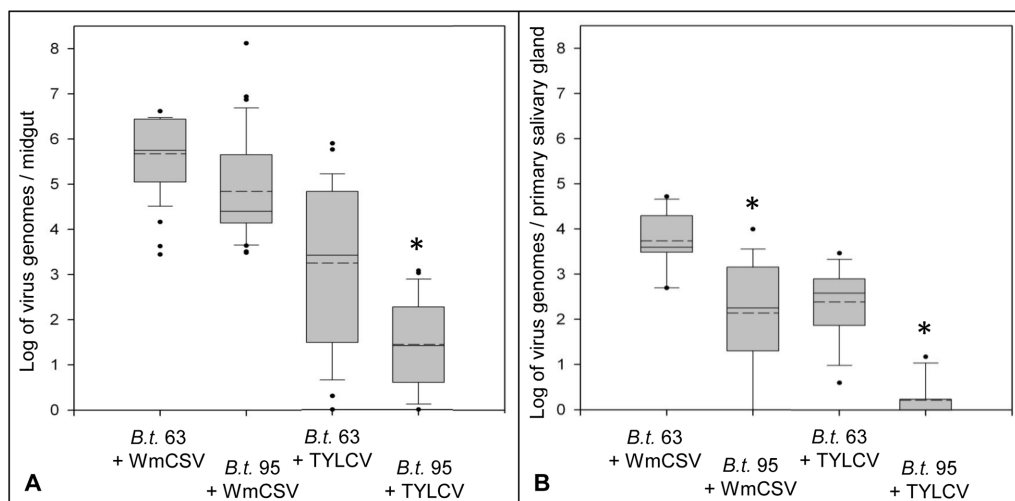 Log of virus genomes / midgut
8
7
6
5
4
3
2
1
0
*
B.t. 63
+ WmCSV
B.t. 95
+ WmCSV
B.t. 63
+ TYLCV
B.t. 95
+ TYLCV
A
Log of virus genomes / primary salivary gland
8
7
6
5
4
3
2
1
0
*
*
B.t. 63
+ WmCSV
B.t. 95
+ WmCSV
B.t. 63
+ TYLCV
B.t. 95
+ TYLCV
B